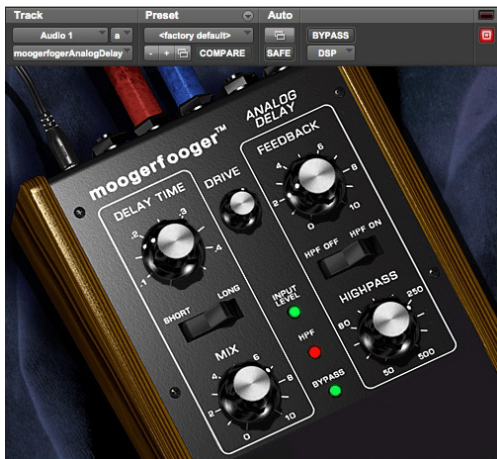 Track Preset Auto
Audio 1 a <factory default> BYPASS
moogerfogerAnalogDelay - + COMPARE SAFE DSP
moogerfooger™
ANALOG
DELAY
DELAY TIME
.1 .2 .3 .4
DRIVE
FEEDBACK
0 2 4 6 8 10
SHORT LONG
HPF OFF HPF ON
INPUT
LEVEL
HPF
BYPASS
MIX
0 2 4 6 8 10
HIGHPASS
50 80 250 500